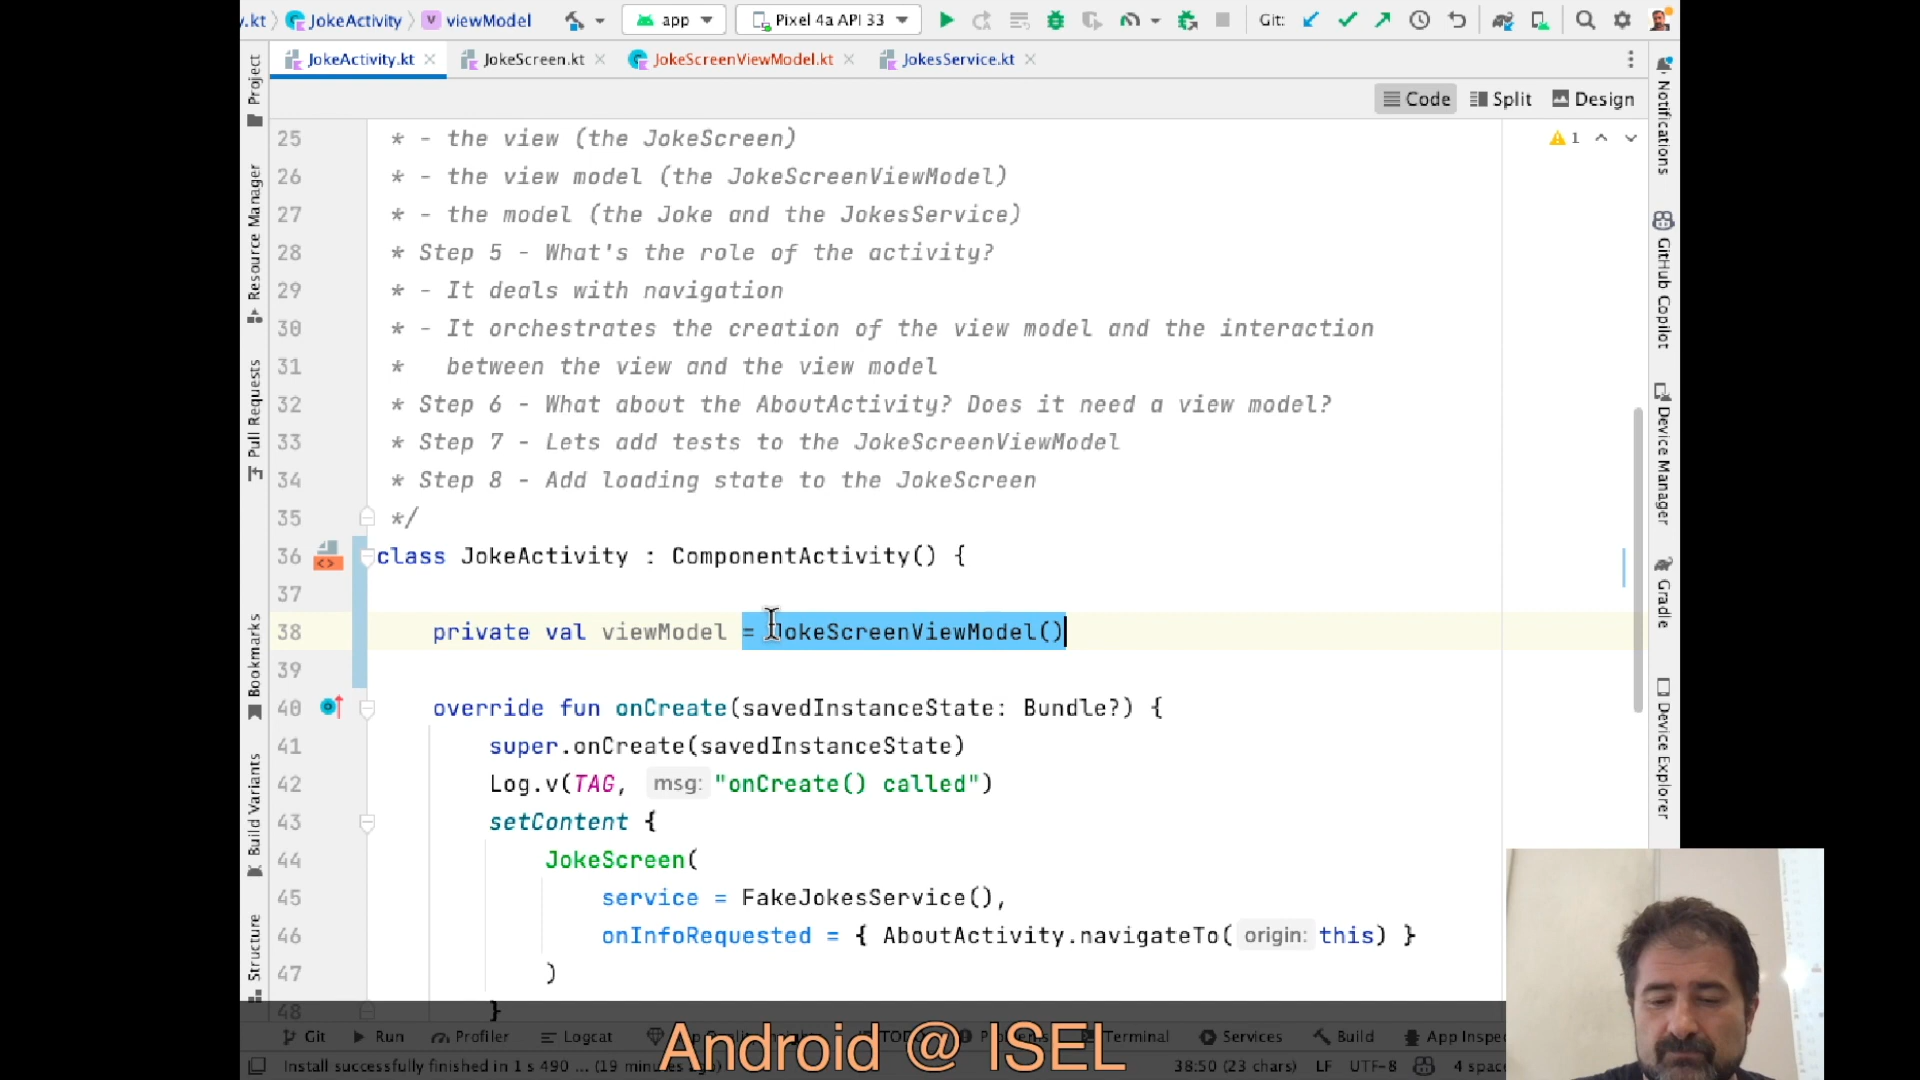 .kt JokeActivity viewModel app Pixel 4a API 33 Git:
JokeActivity.kt JokeScreen.kt JokeScreenViewModel.kt JokesService.kt
Code Split Design
1
25 * - the view (the JokeScreen)
26 * - the view model (the JokeScreenViewModel)
27 * - the model (the Joke and the JokesService)
28 * Step 5 - What's the role of the activity?
29 * - It deals with navigation
30 * - It orchestrates the creation of the view model and the interaction
31 *   between the view and the view model
32 * Step 6 - What about the AboutActivity? Does it need a view model?
33 * Step 7 - Lets add tests to the JokeScreenViewModel
34 * Step 8 - Add loading state to the JokeScreen
35 */
36 class JokeActivity : ComponentActivity() {
37
38     private val viewModel = JokeScreenViewModel()
39
40     override fun onCreate(savedInstanceState: Bundle?) {
41         super.onCreate(savedInstanceState)
42         Log.v(TAG, msg: "onCreate() called")
43         setContent {
44             JokeScreen(
45                 service = FakeJokesService(),
46                 onInfoRequested = { AboutActivity.navigateTo( origin: this) }
47             )
48         }
Project
Resource Manager
Pull Requests
Bookmarks
Build Variants
Structure
Notifications
GitHub Copilot
Device Manager
Gradle
Device Explorer
Git Run Profiler Logcat Terminal Services Build App Inspe
Android @ ISEL
Install successfully finished in 1 s 490 ... (19 minutes 38:50 (23 chars) LF UTF-8 4 spac